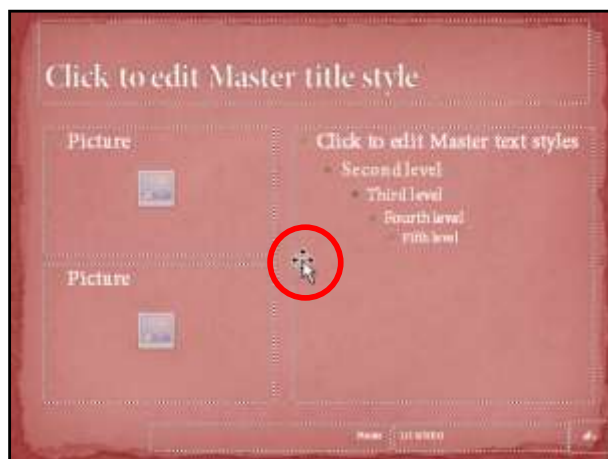 Click to edit Master title style
Picture
Picture
Click to edit Master text styles
Second level
Third level
Fourth level
Fifth level